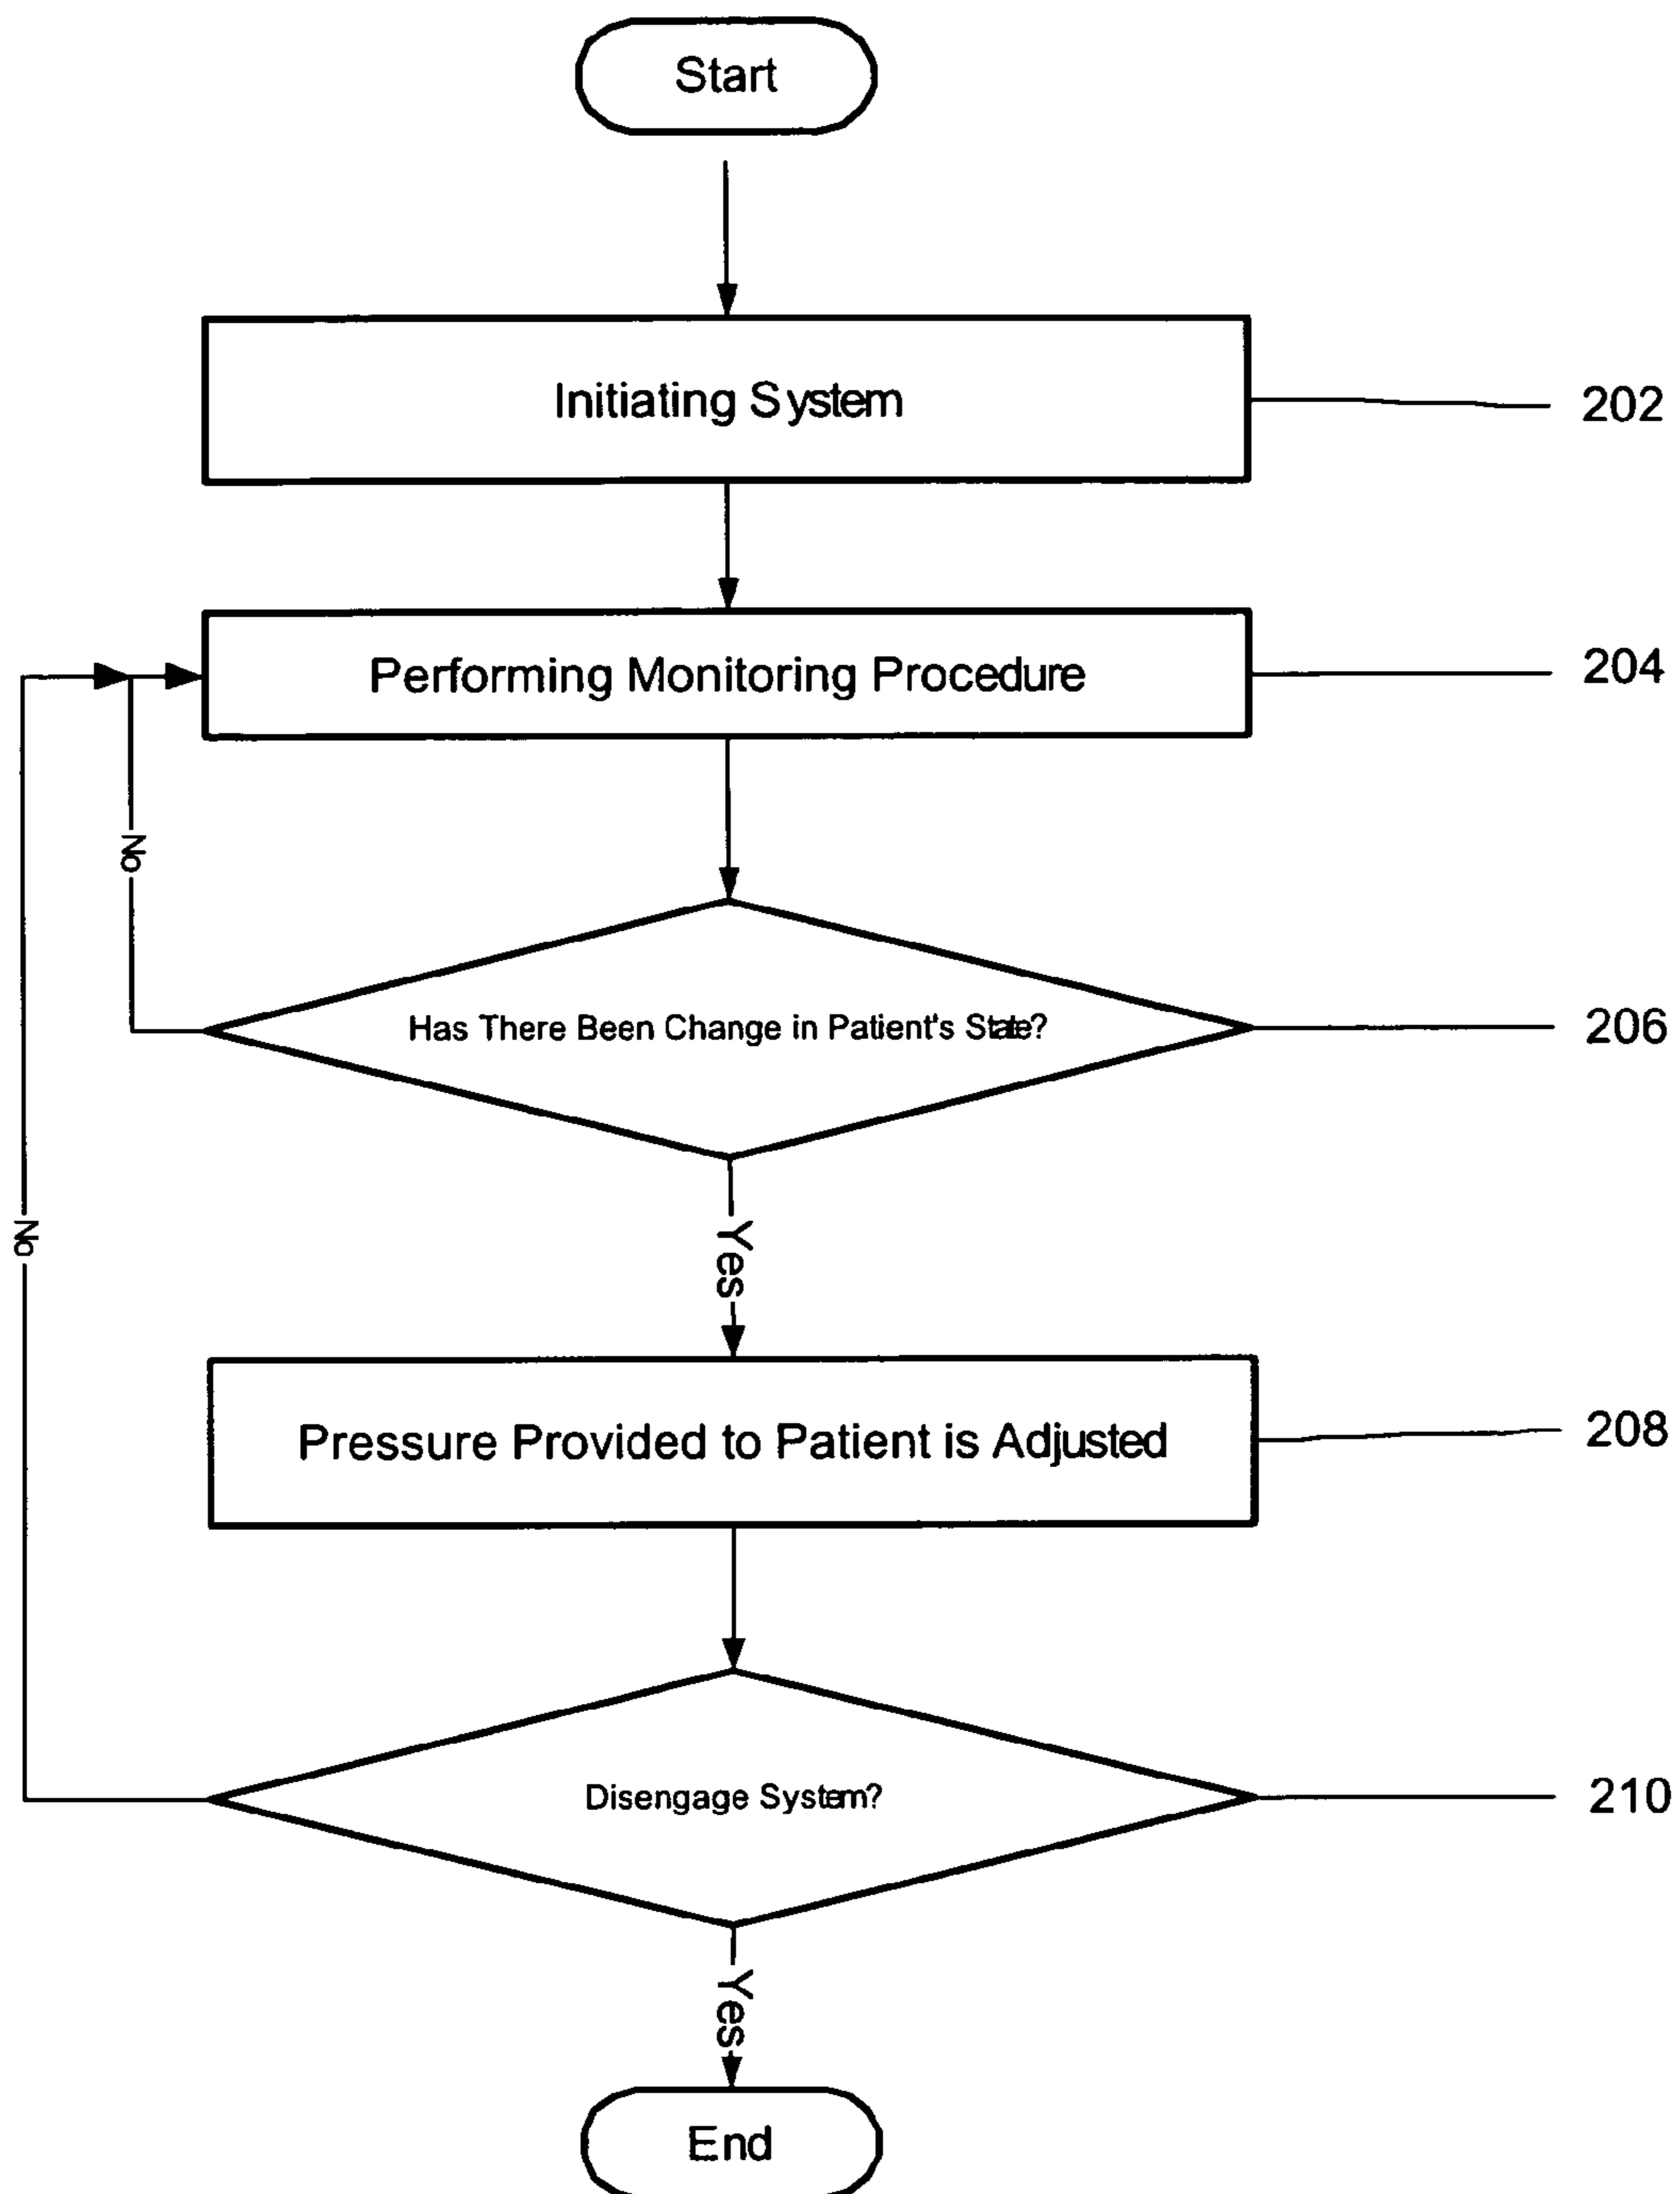 Start
Initiating System
202
Performing Monitoring Procedure
204
No
Has There Been Change in Patient's State?
206
No
Yes
Pressure Provided to Patient is Adjusted
208
Disengage System?
210
Yes
End